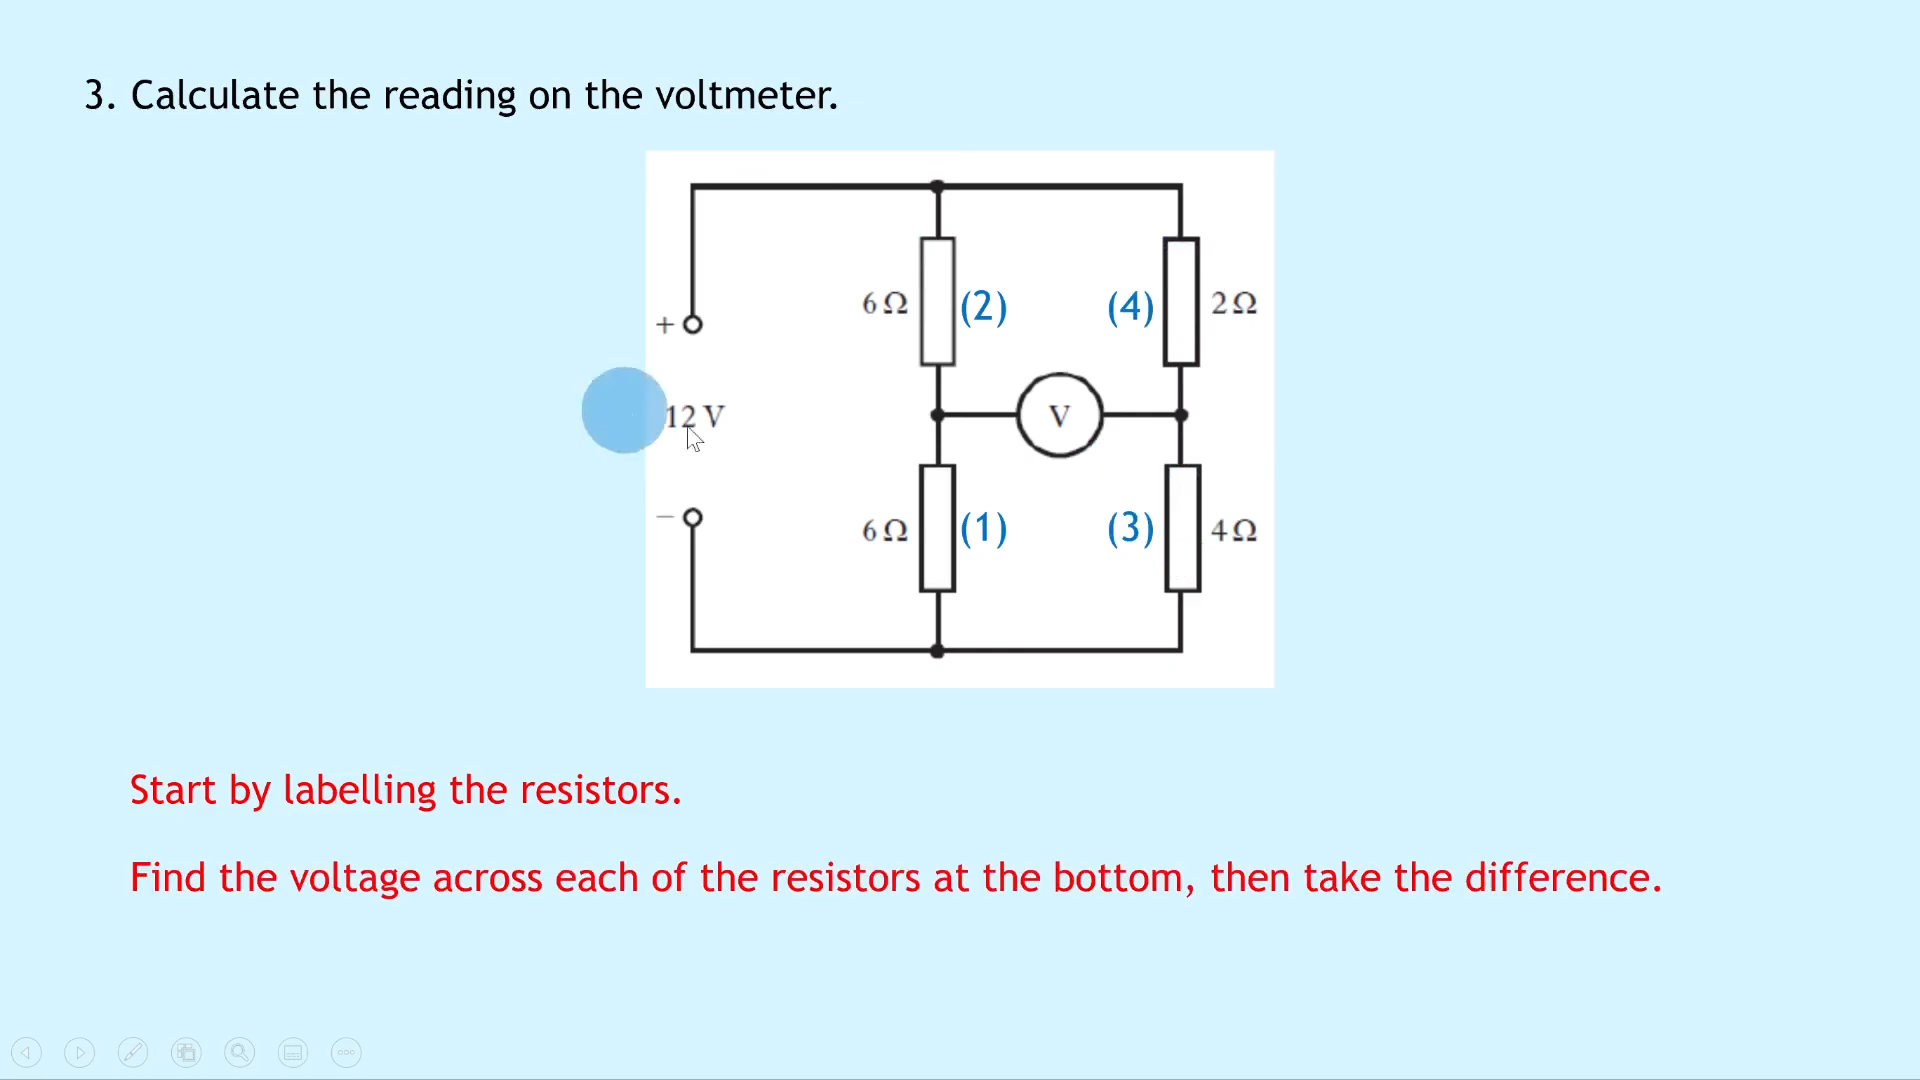 3. Calculate the reading on the voltmeter.
6 Ω (2) (4) 2 Ω
+
12 V
V
−
6 Ω (1) (3) 4 Ω
Start by labelling the resistors.
Find the voltage across each of the resistors at the bottom, then take the difference.